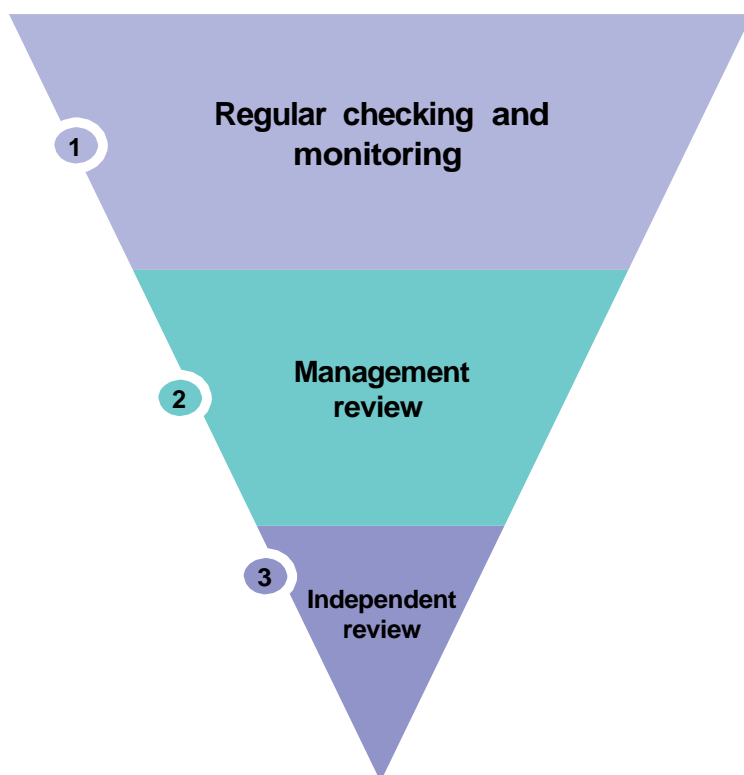 1
Regular checking and
monitoring
2
Management
review
3
Independent
review